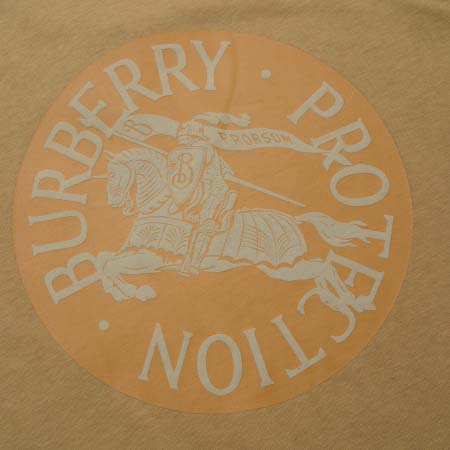 BURBERRY · PROTECTION ·
PRORSUM
B